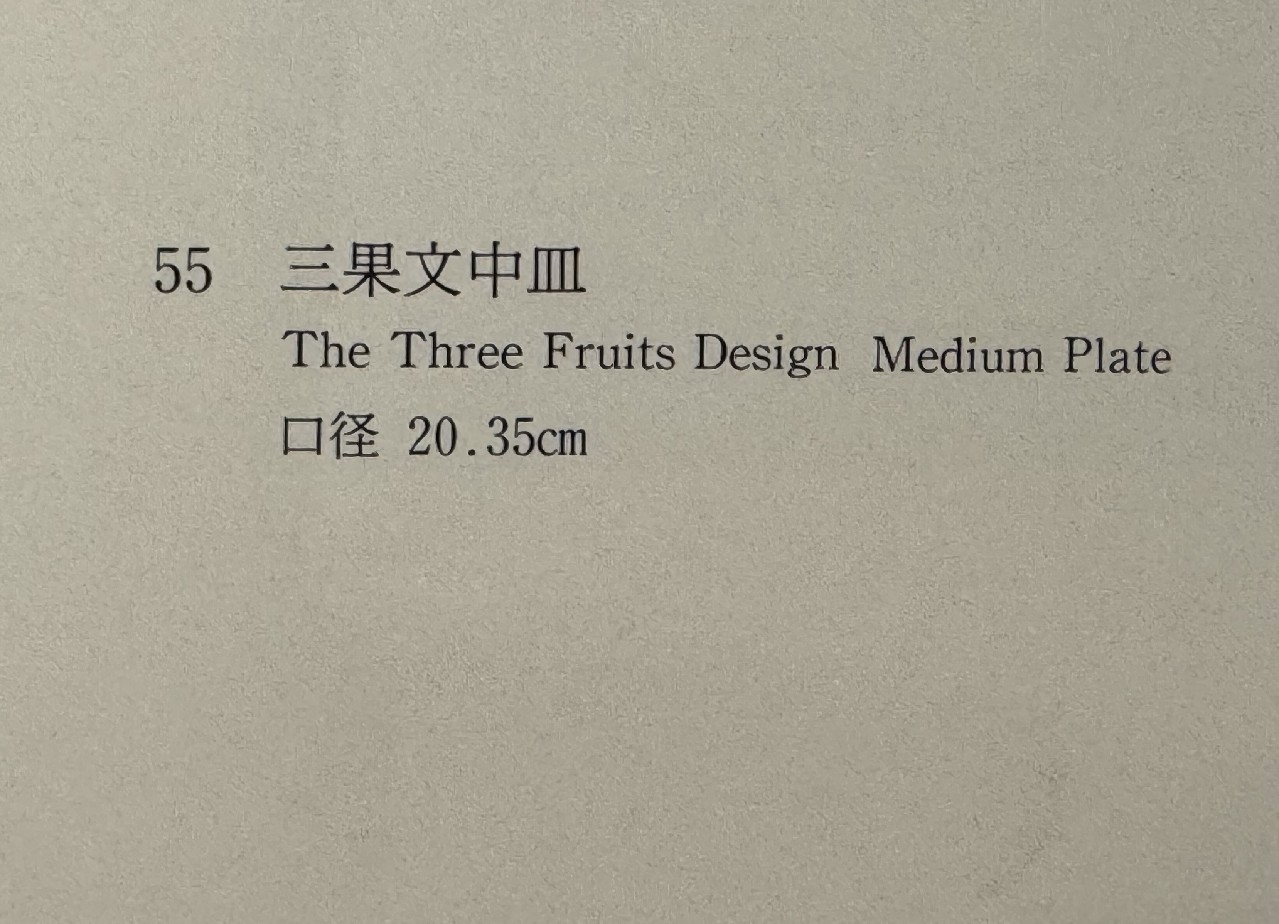 55 三果文中皿
The Three Fruits Design Medium Plate
口径 20.35cm